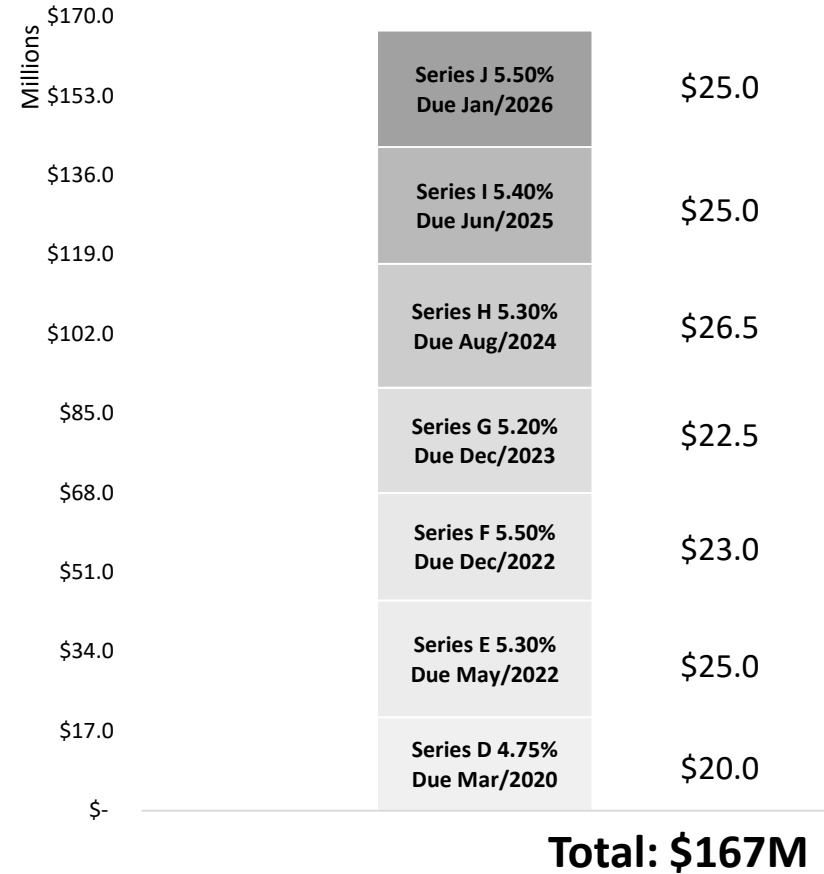 Millions
$170.0
$153.0
$136.0
$119.0
$102.0
$85.0
$68.0
$51.0
$34.0
$17.0
$-
Series J 5.50%
Due Jan/2026
$25.0
Series I 5.40%
Due Jun/2025
$25.0
Series H 5.30%
Due Aug/2024
$26.5
Series G 5.20%
Due Dec/2023
$22.5
Series F 5.50%
Due Dec/2022
$23.0
Series E 5.30%
Due May/2022
$25.0
Series D 4.75%
Due Mar/2020
$20.0
Total: $167M